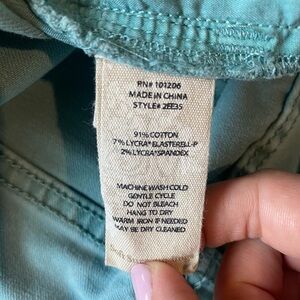 RN# 101206
MADE IN CHINA
STYLE# 2EE35
91% COTTON
7% LYCRA® ELASTERELL-P
2% LYCRA® SPANDEX
MACHINE WASH COLD
GENTLE CYCLE
DO NOT BLEACH
HANG TO DRY
WARM IRON IF NEEDED
MAY BE DRY CLEANED